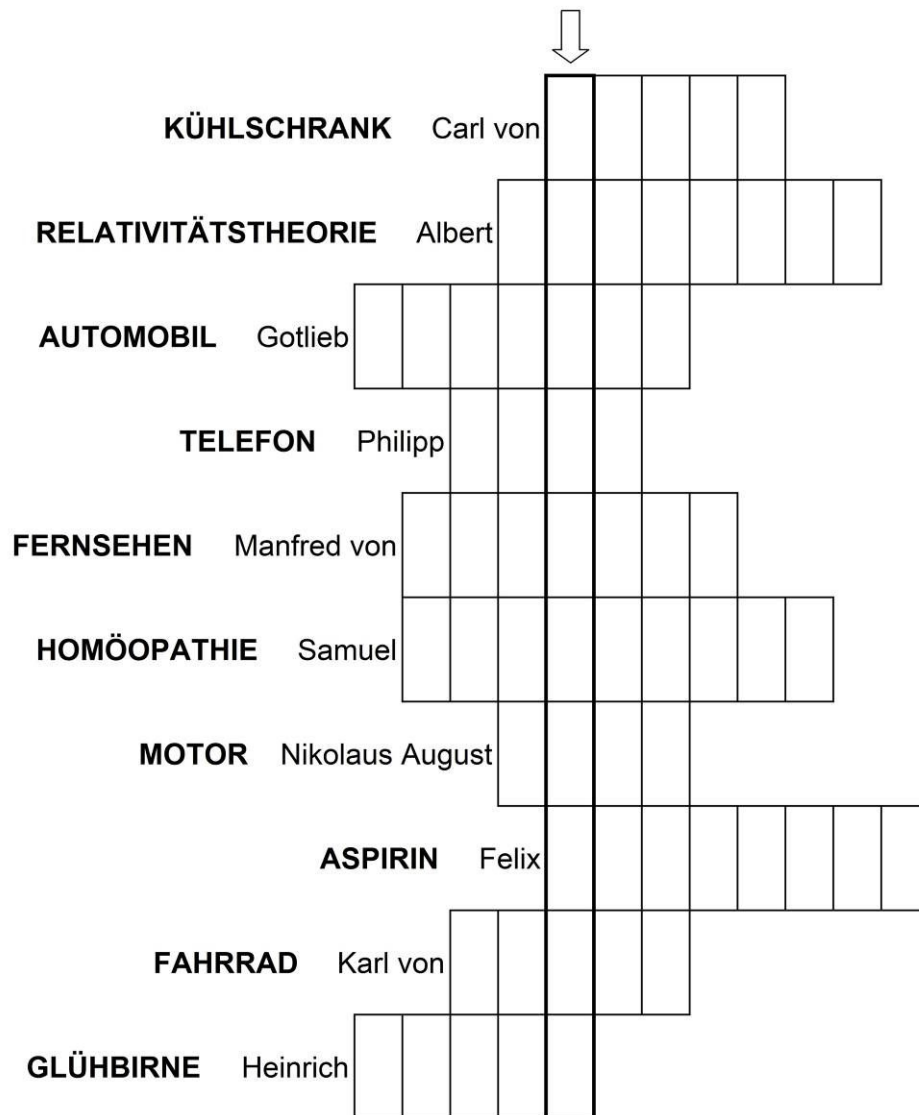 KÜHLSCHRANK Carl von
RELATIVITÄTSTHEORIE Albert
AUTOMOBIL Gotlieb
TELEFON Philipp
FERNSEHEN Manfred von
HOMÖOPATHIE Samuel
MOTOR Nikolaus August
ASPIRIN Felix
FAHRRAD Karl von
GLÜHBIRNE Heinrich